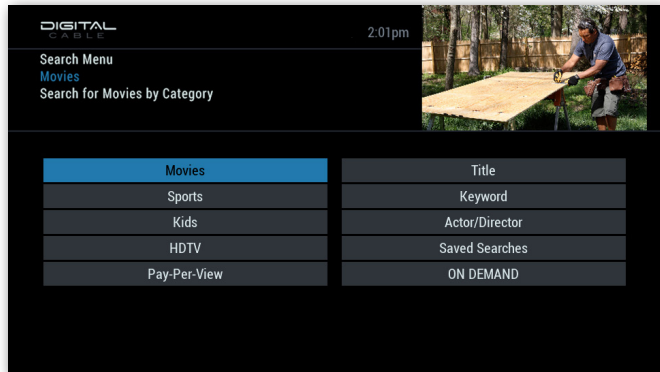 DIGITAL
CABLE
2:01pm
Search Menu
Movies
Search for Movies by Category
Movies
Title
Sports
Keyword
Kids
Actor/Director
HDTV
Saved Searches
Pay-Per-View
ON DEMAND